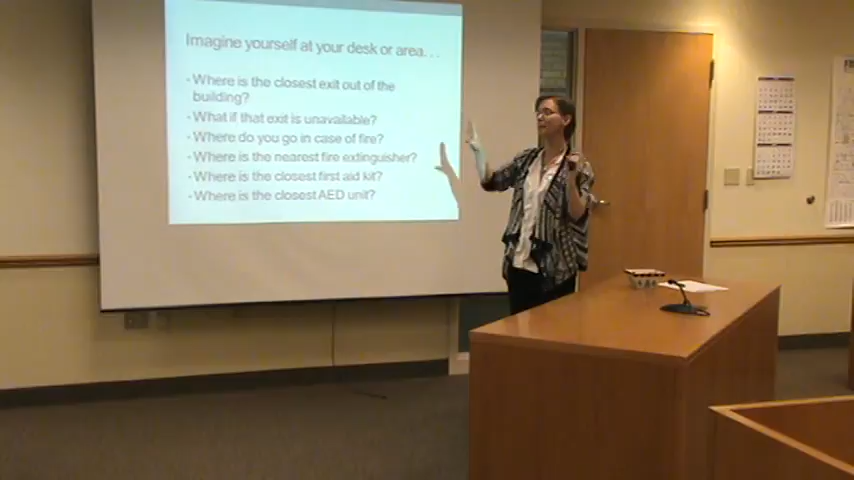 Imagine yourself at your desk or area...
- Where is the closest exit out of the
building?
- What if that exit is unavailable?
- Where do you go in case of fire?
- Where is the nearest fire extinguisher?
- Where is the closest first aid kit?
- Where is the closest AED unit?